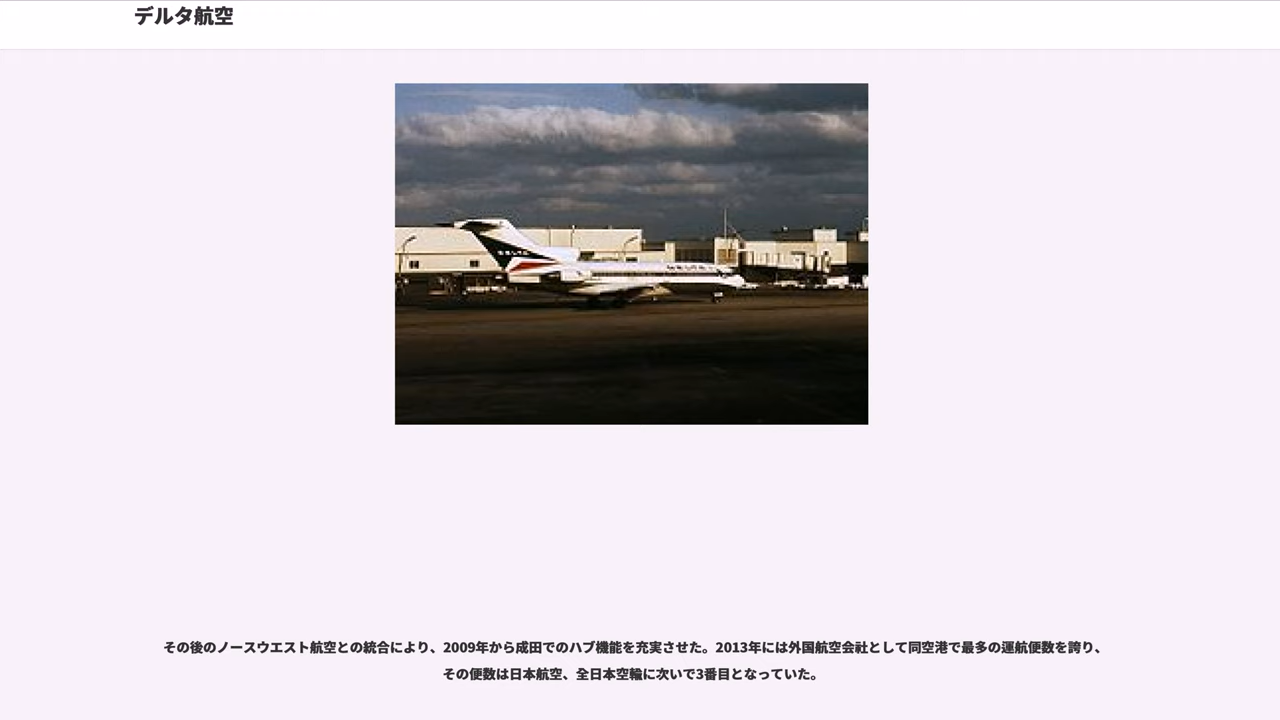 デルタ航空
その後のノースウエスト航空との統合により、2009年から成田でのハブ機能を充実させた。2013年には外国航空会社として同空港で最多の運航便数を誇り、
その便数は日本航空、全日本空輸に次いで3番目となっていた。